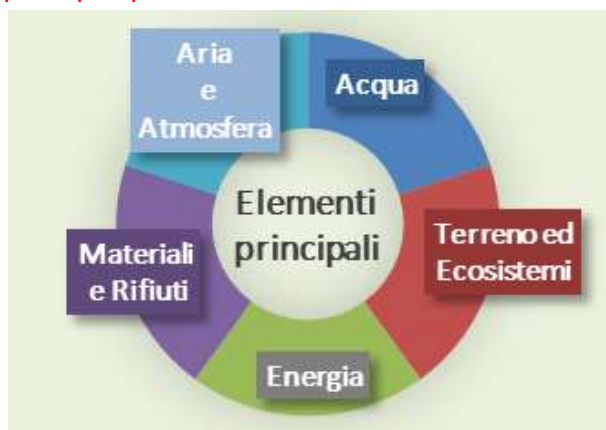 Aria
e
Atmosfera
Acqua
Elementi
principali
Terreno ed
Ecosistemi
Materiali
e Rifiuti
Energia